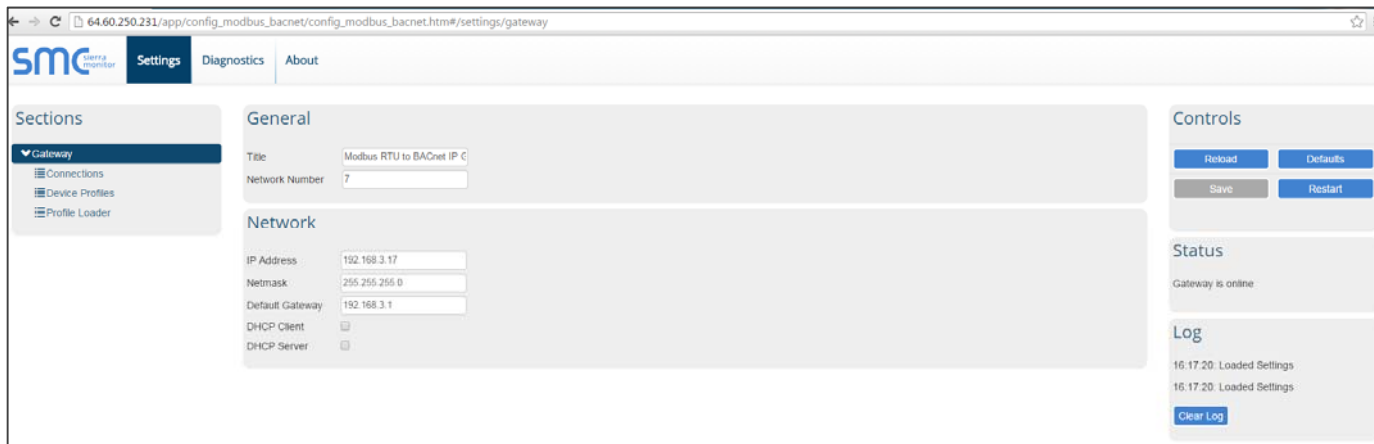 64.60.250.231/app/config_modbus_bacnet/config_modbus_bacnet.htm#/settings/gateway
SMC sierra monitor
Settings
Diagnostics
About
Sections
Gateway
Connections
Device Profiles
Profile Loader
General
Title
Modbus RTU to BACnet IP G
Network Number
7
Network
IP Address
192.168.3.17
Netmask
255.255.255.0
Default Gateway
192.168.3.1
DHCP Client
DHCP Server
Controls
Reload
Defaults
Save
Restart
Status
Gateway is online
Log
16:17:20: Loaded Settings
16:17:20: Loaded Settings
Clear Log